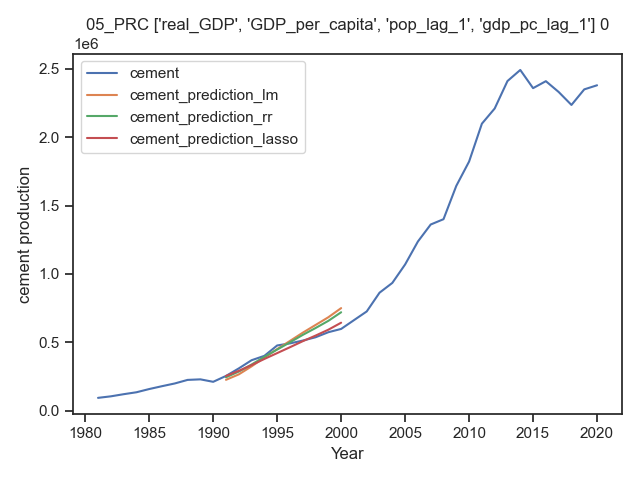 05_PRC ['real_GDP', 'GDP_per_capita', 'pop_lag_1', 'gdp_pc_lag_1'] 0
1e6
cement
cement_prediction_lm
cement_prediction_rr
cement_prediction_lasso
cement production
2.5
2.0
1.5
1.0
0.5
0.0
1980 1985 1990 1995 2000 2005 2010 2015 2020
Year